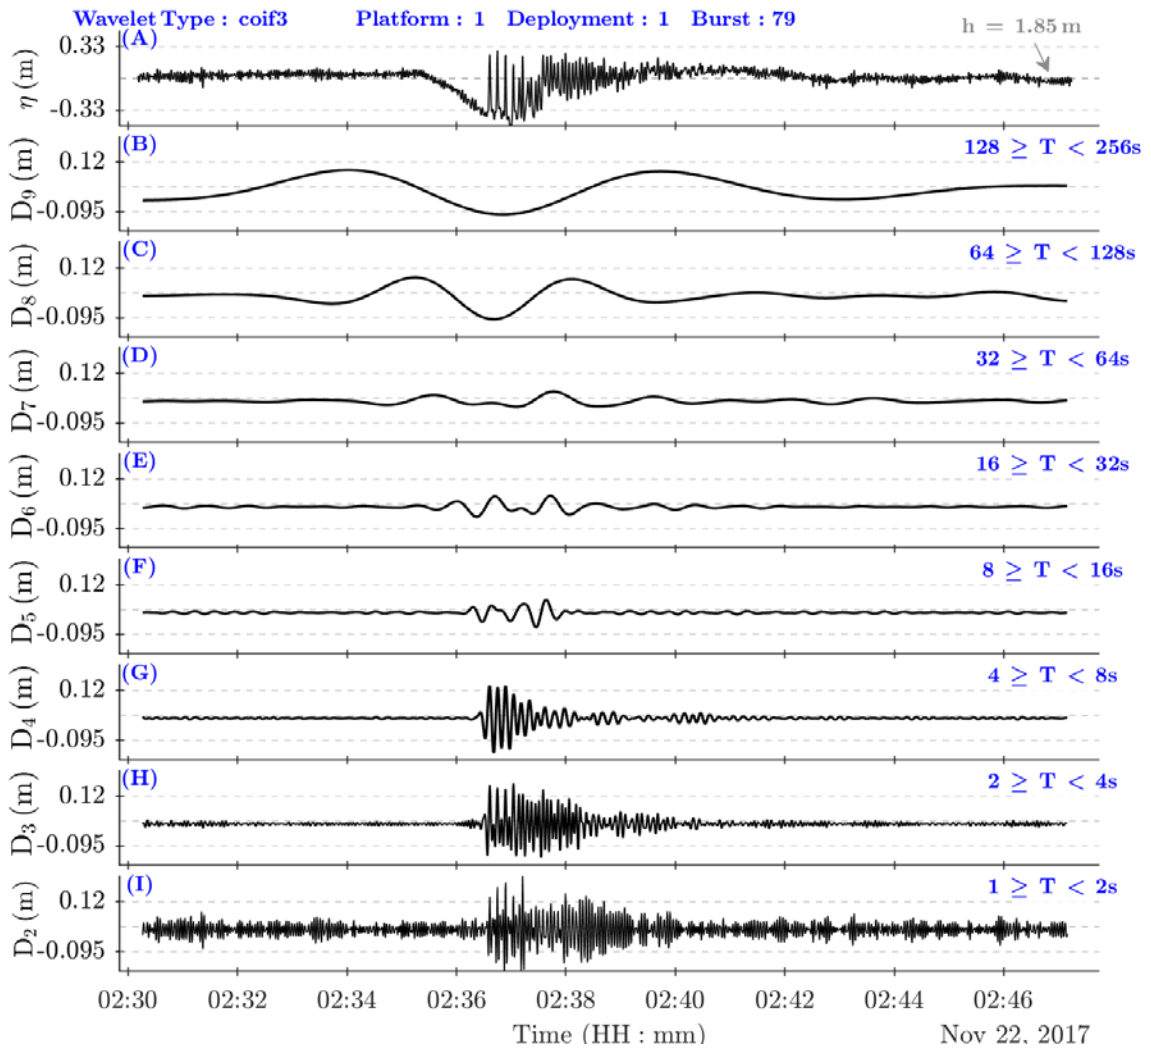 Wavelet Type : coif3 Platform : 1 Deployment : 1 Burst : 79
(A)
h = 1.85 m
η (m)
0.33
-0.33
(B)
128 ≥ T < 256s
D9 (m)
0.12
-0.095
(C)
64 ≥ T < 128s
D8 (m)
0.12
-0.095
(D)
32 ≥ T < 64s
D7 (m)
0.12
-0.095
(E)
16 ≥ T < 32s
D6 (m)
0.12
-0.095
(F)
8 ≥ T < 16s
D5 (m)
0.12
-0.095
(G)
4 ≥ T < 8s
D4 (m)
0.12
-0.095
(H)
2 ≥ T < 4s
D3 (m)
0.12
-0.095
(I)
1 ≥ T < 2s
D2 (m)
0.12
-0.095
02:30 02:32 02:34 02:36 02:38 02:40 02:42 02:44 02:46
Time (HH : mm)
Nov 22, 2017